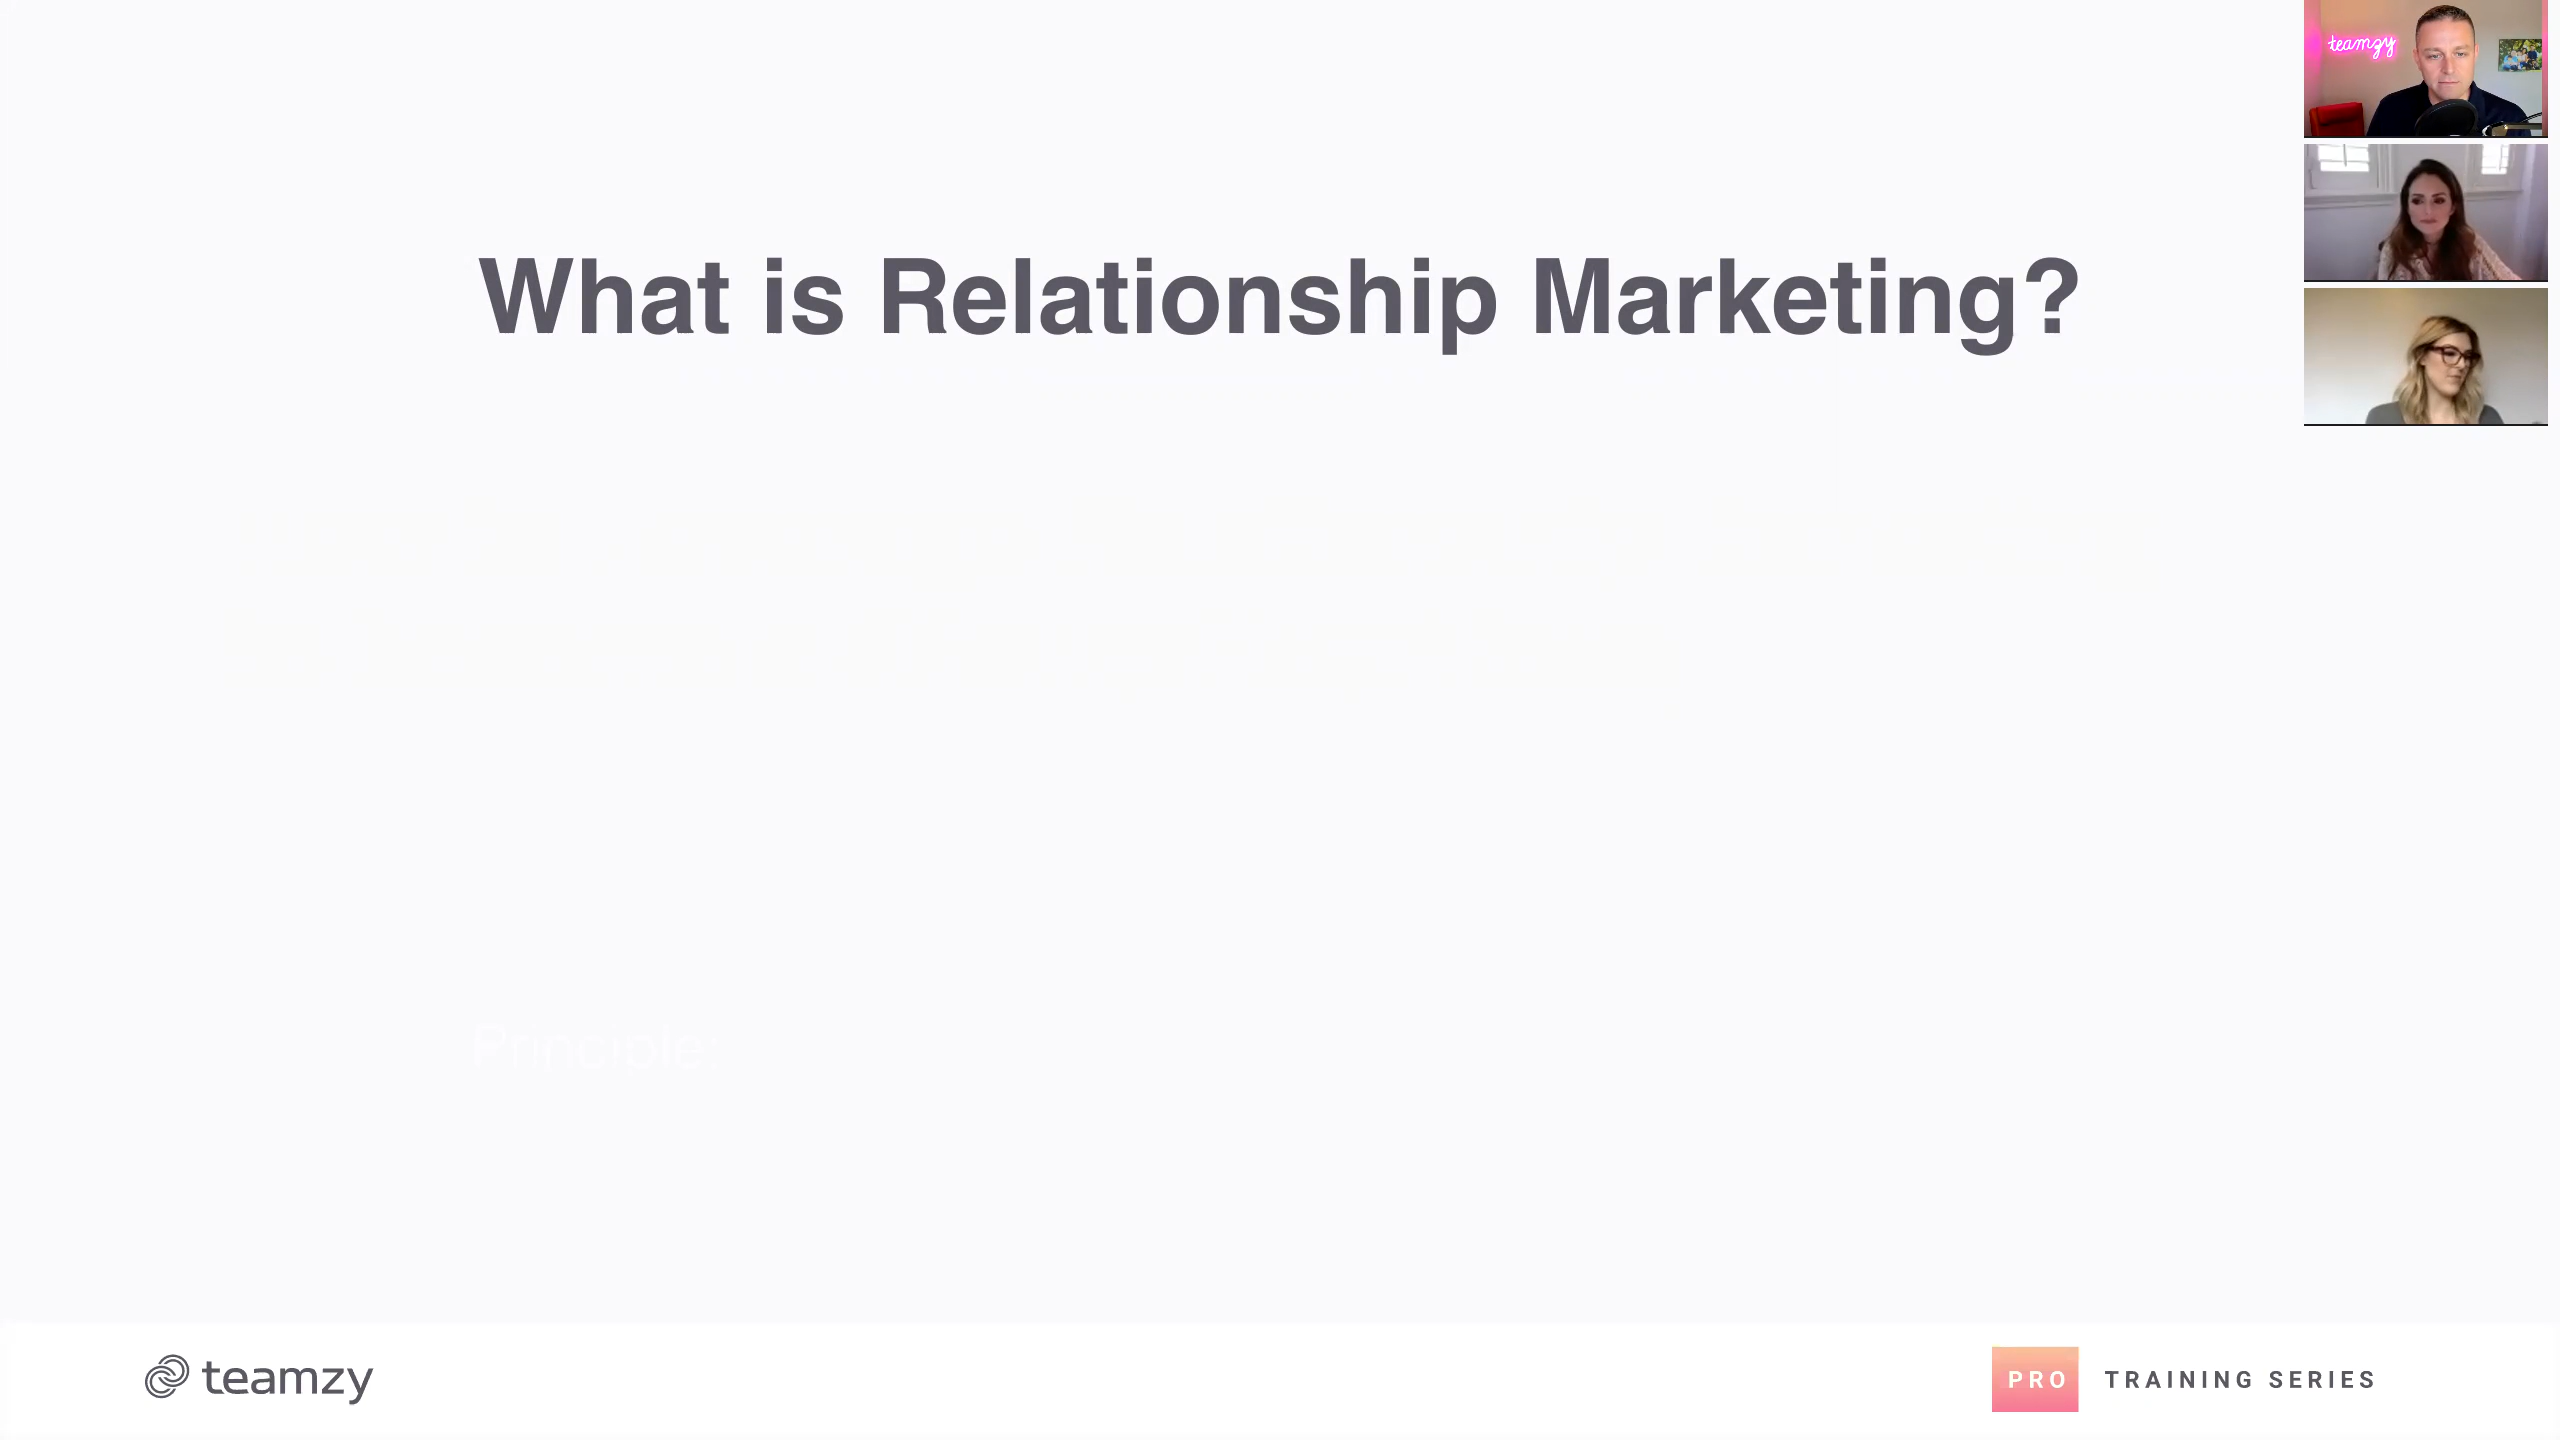 teamzy
What is Relationship Marketing?
Principle:
teamzy
PRO TRAINING SERIES